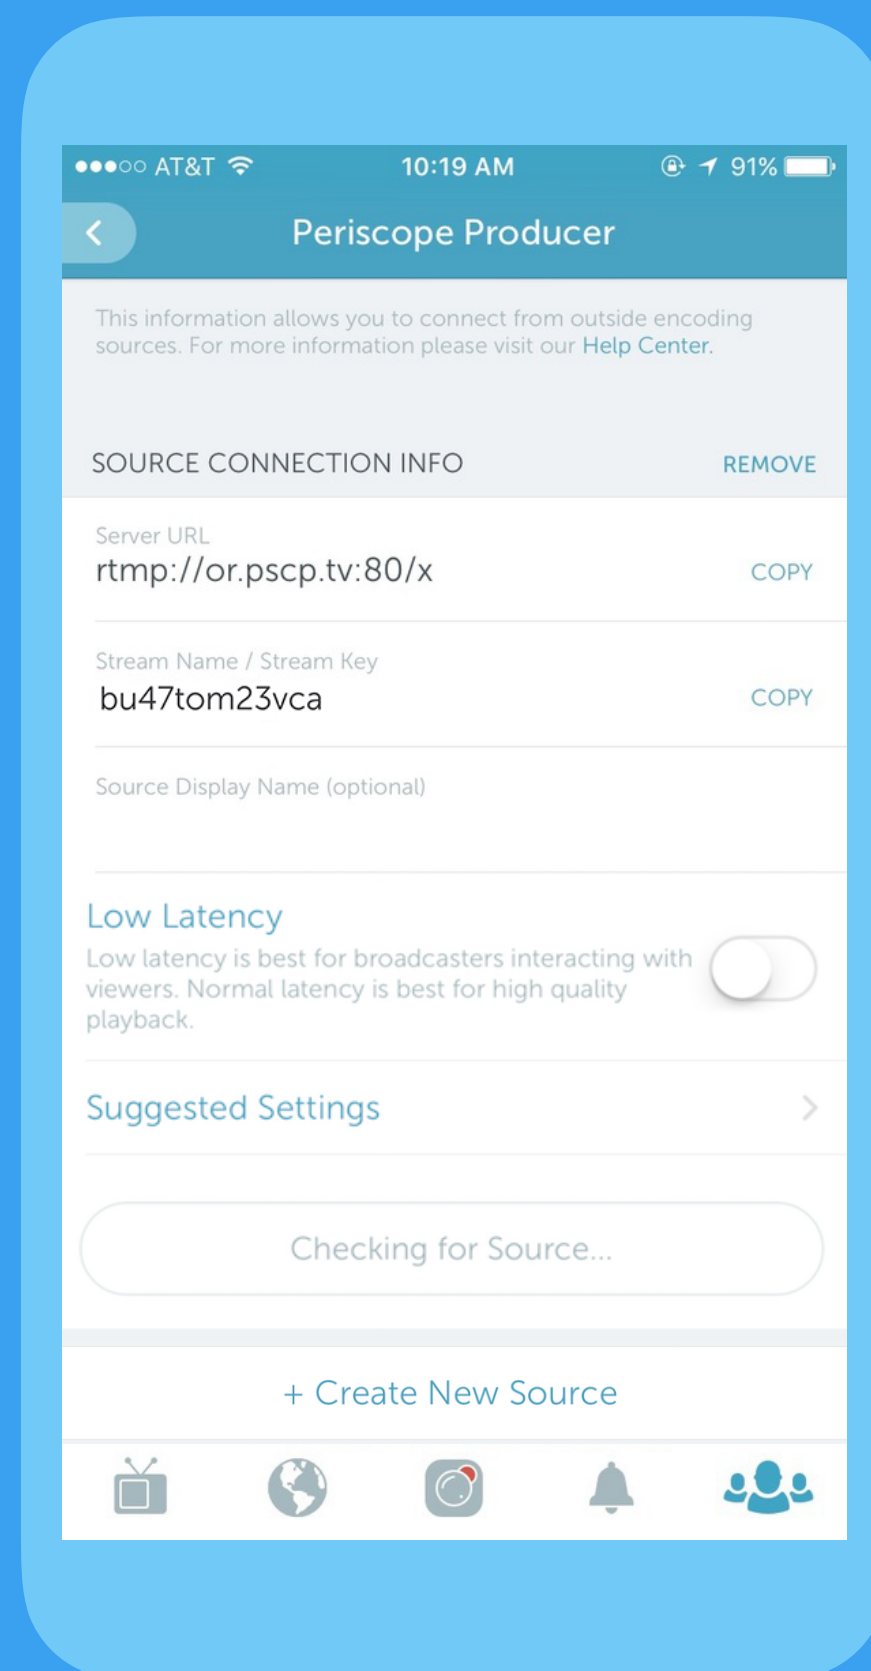 AT&T 10:19 AM 91%
Periscope Producer
This information allows you to connect from outside encoding
sources. For more information please visit our Help Center.
SOURCE CONNECTION INFO REMOVE
Server URL
rtmp://or.pscp.tv:80/x COPY
Stream Name / Stream Key
bu47tom23vca COPY
Source Display Name (optional)
Low Latency
Low latency is best for broadcasters interacting with
viewers. Normal latency is best for high quality
playback.
Suggested Settings
Checking for Source...
+ Create New Source